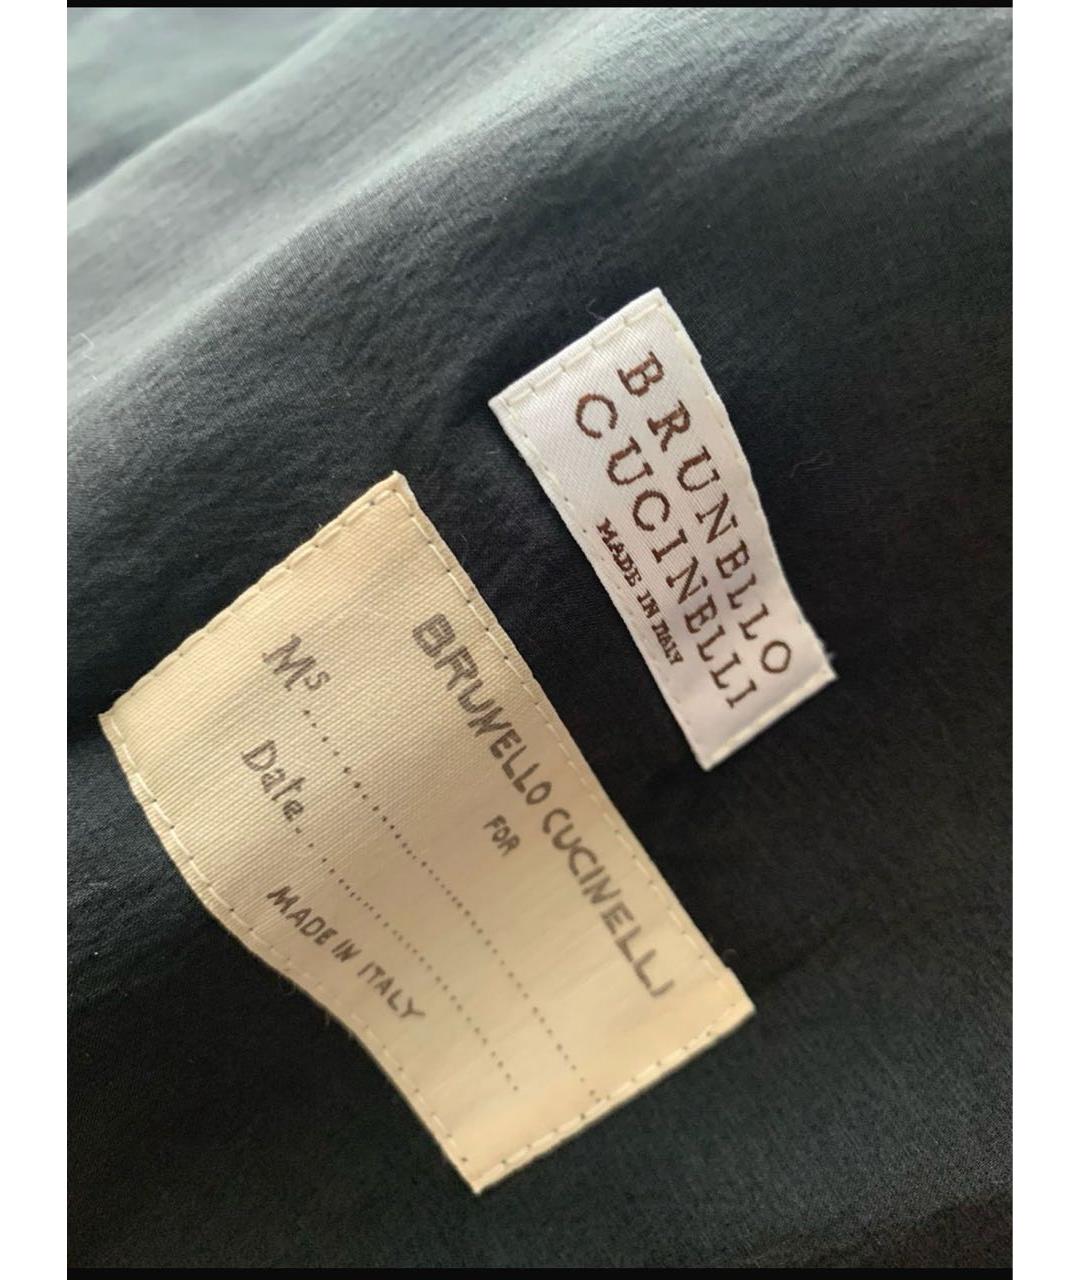 BRUNELLO
CUCINELLI
MADE IN ITALY
BRUNELLO CUCINELLI
FOR
Ms..............................
Date..............................
MADE IN ITALY